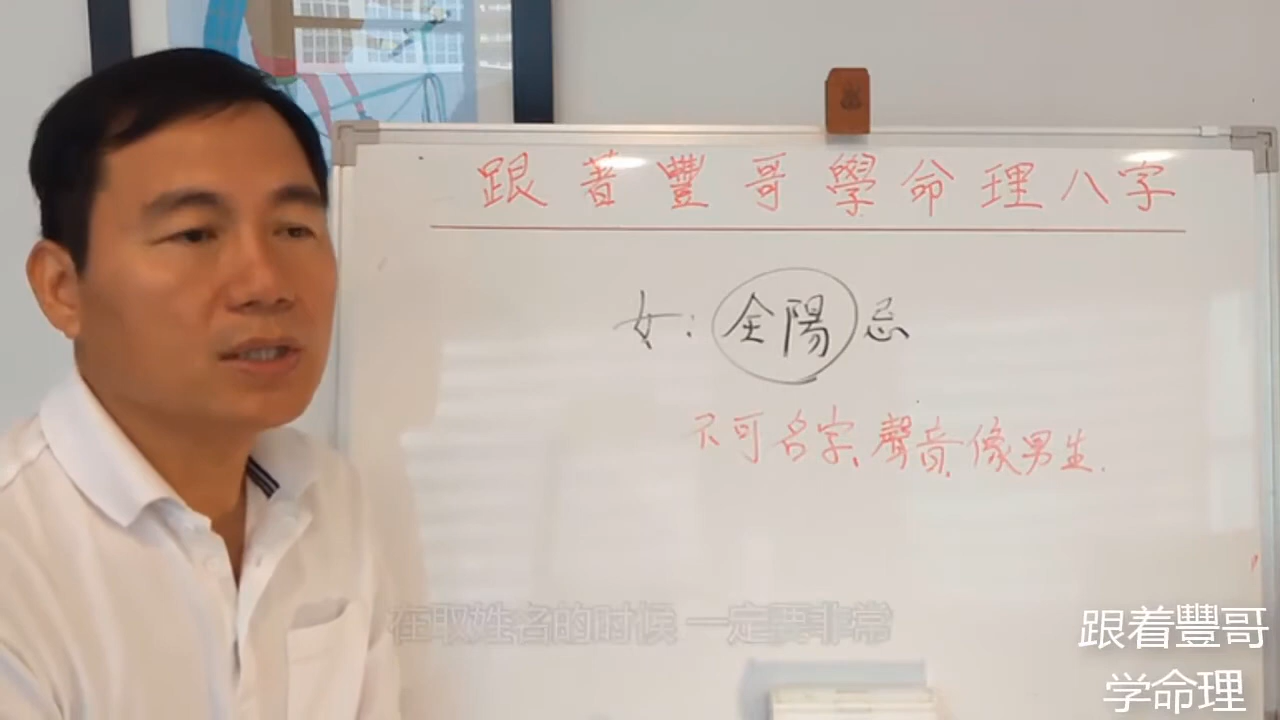 跟著豐哥學命理八字
女：全陽忌
不可名字、聲音像男生.
在取姓名的时候 一定要非常
跟着豐哥
学命理